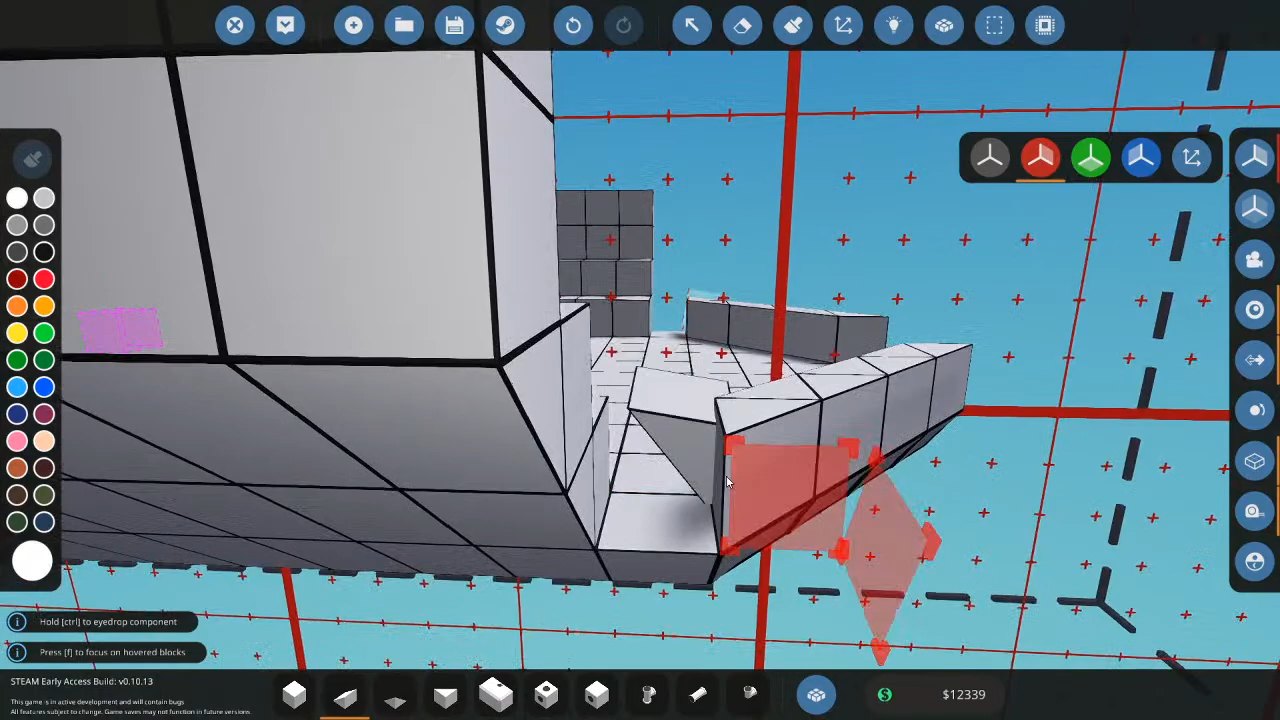 Hold [ctrl] to eyedrop component
Press [f] to focus on hovered blocks
STEAM Early Access Build: v0.10.13
This game is in active development and will contain bugs
All features subject to change. Game saves may not function in future versions.
$12339